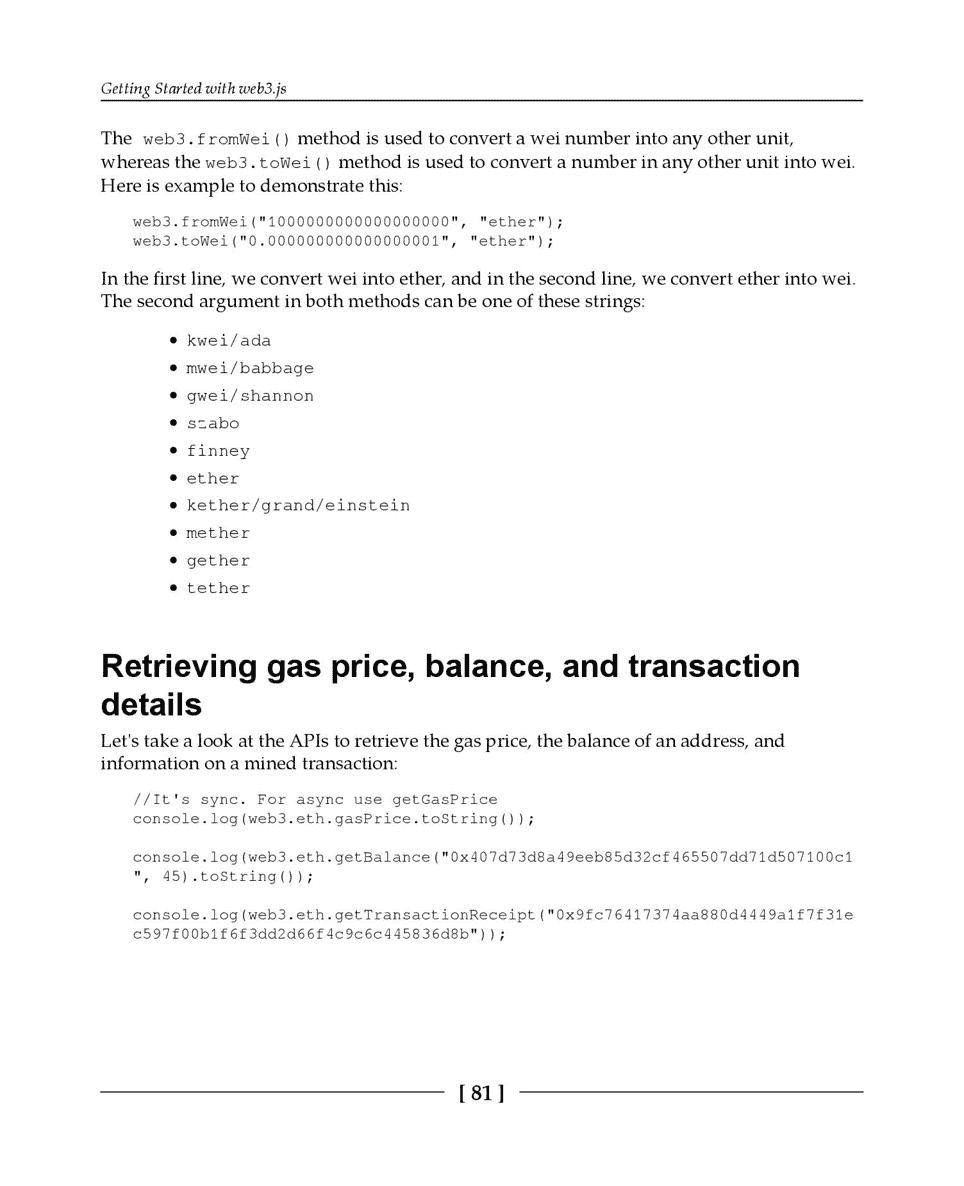 Getting Started with web3.js
The web3.fromWei() method is used to convert a wei number into any other unit,
whereas the web3.toWei() method is used to convert a number in any other unit into wei.
Here is example to demonstrate this:
web3.fromWei("1000000000000000000", "ether");
web3.toWei("0.000000000000000001", "ether");
In the first line, we convert wei into ether, and in the second line, we convert ether into wei.
The second argument in both methods can be one of these strings:
• kwei/ada
• mwei/babbage
• gwei/shannon
• szabo
• finney
• ether
• kether/grand/einstein
• mether
• gether
• tether
Retrieving gas price, balance, and transaction
details
Let's take a look at the APIs to retrieve the gas price, the balance of an address, and
information on a mined transaction:
//It's sync. For async use getGasPrice
console.log(web3.eth.gasPrice.toString());
console.log(web3.eth.getBalance("0x407d73d8a49eeb85d32cf465507dd71d507100c1
", 45).toString());
console.log(web3.eth.getTransactionReceipt("0x9fc76417374aa880d4449a1f7f31e
c597f00b1f6f3dd2d66f4c9c6c445836d8b"));
[ 81 ]